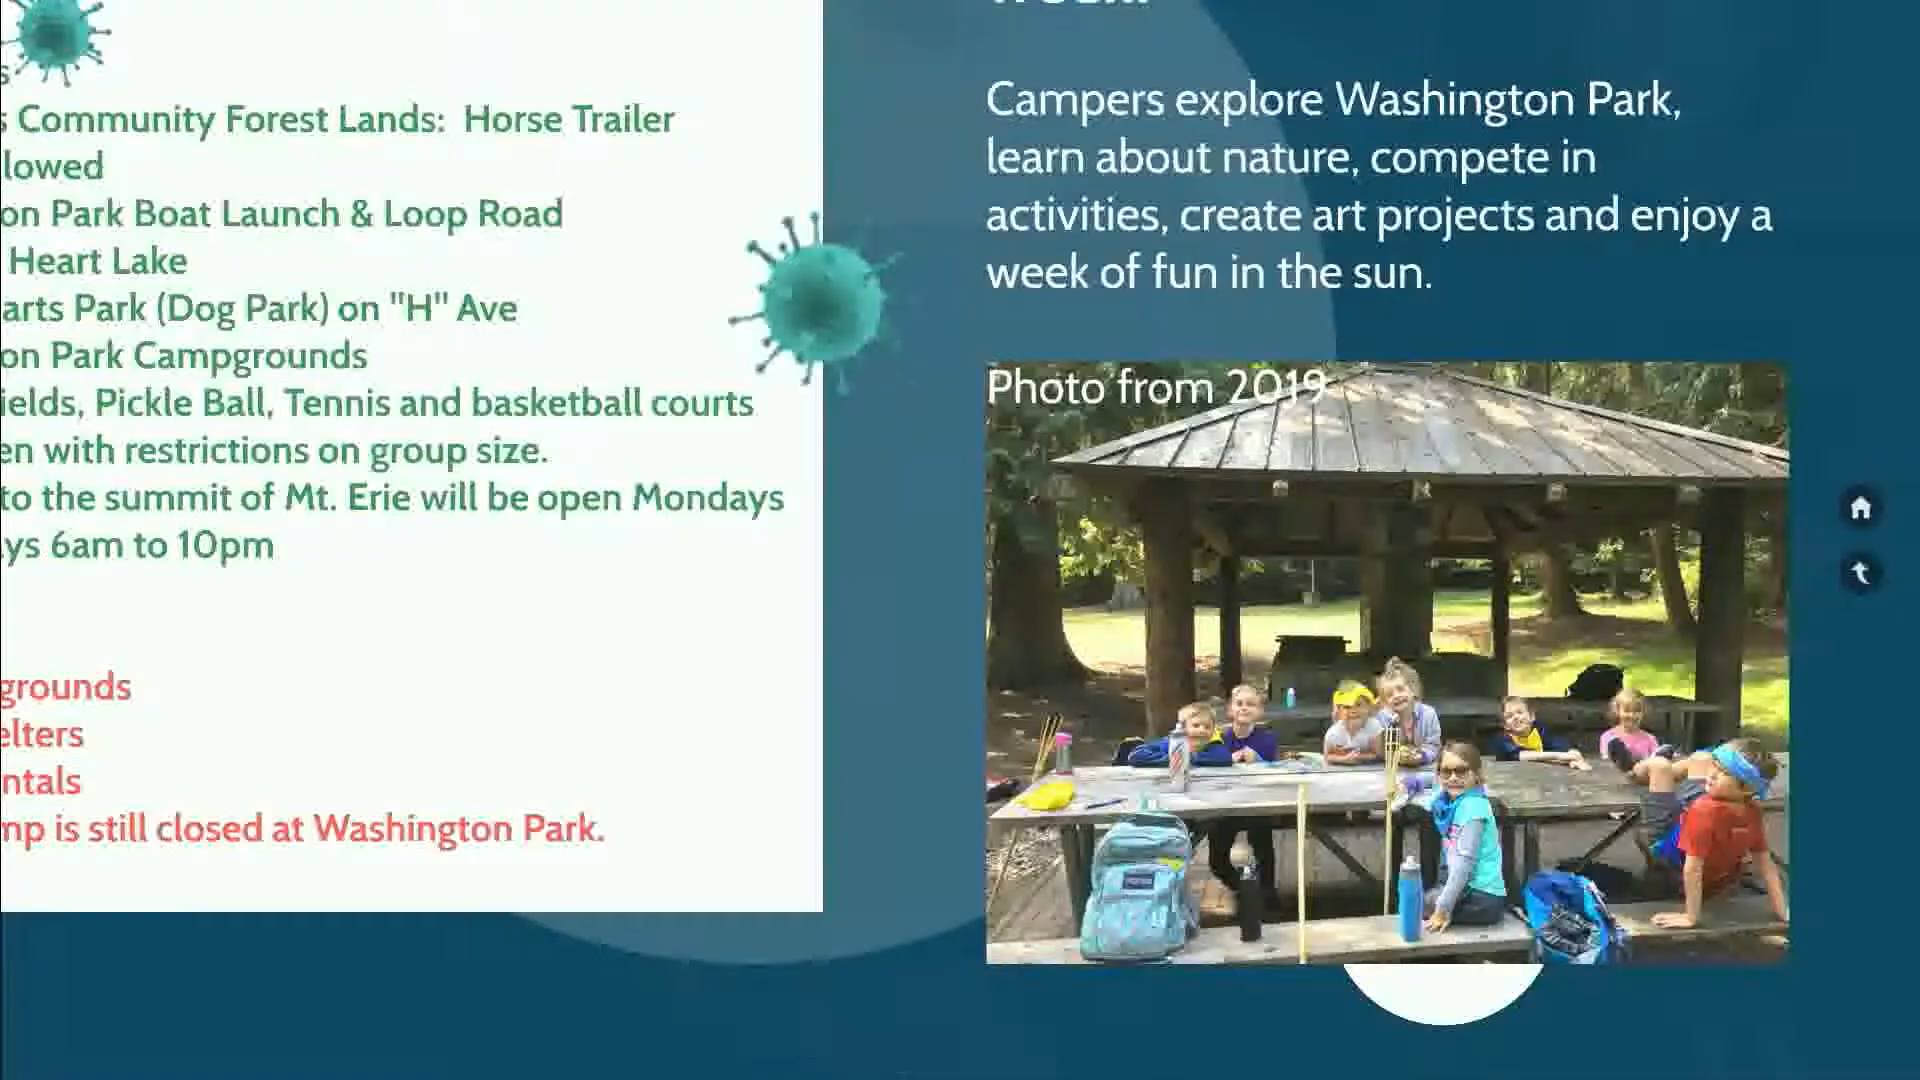 s
s Community Forest Lands: Horse Trailer
lowed
on Park Boat Launch & Loop Road
Heart Lake
arts Park (Dog Park) on "H" Ave
on Park Campgrounds
ields, Pickle Ball, Tennis and basketball courts
en with restrictions on group size.
to the summit of Mt. Erie will be open Mondays
ys 6am to 10pm
grounds
elters
ntals
mp is still closed at Washington Park.
Campers explore Washington Park,
learn about nature, compete in
activities, create art projects and enjoy a
week of fun in the sun.
Photo from 2019